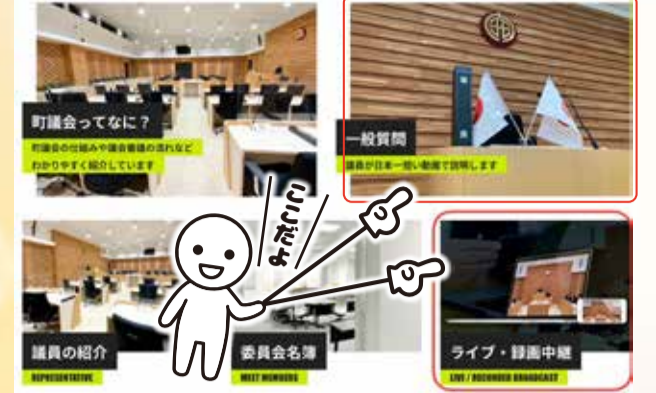 町議会ってなに？
町議会の仕組みや議会審議の流れなど
わかりやすく紹介しています
一般質問
議員が日本一短い動画で説明します
ここだよ
議員の紹介
REPRESENTATIVE
委員会名簿
MEET MEMBERS
ライブ・録画中継
LIVE / RECORDED BROADCAST